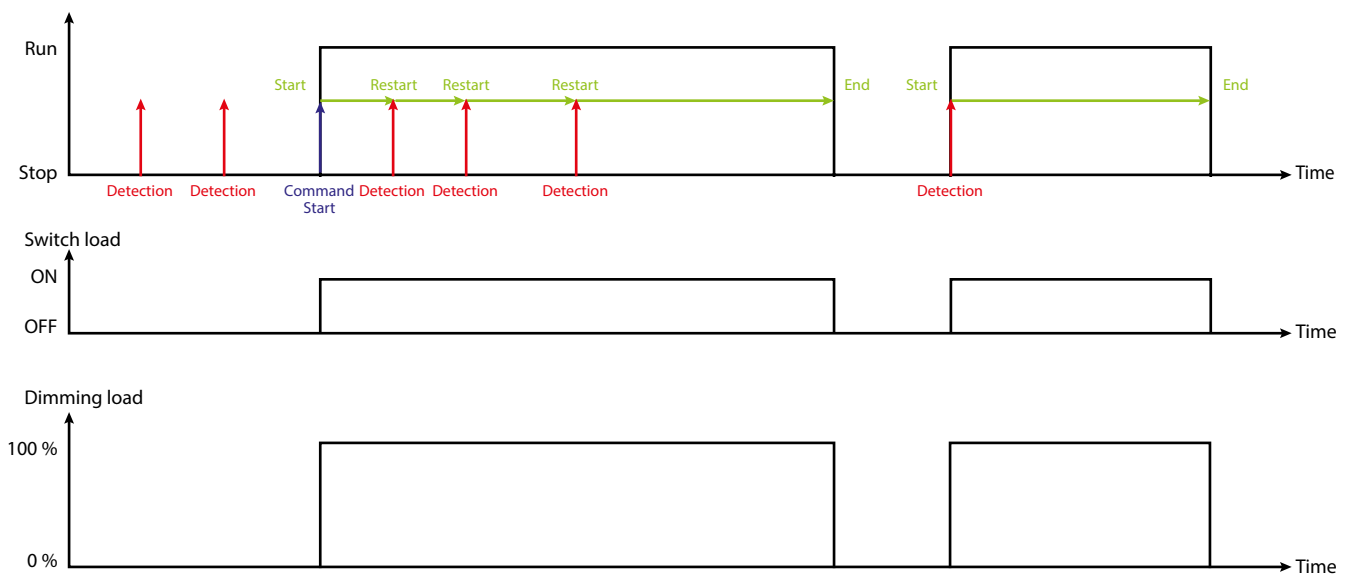 Run
Start Restart Restart Restart End Start End
Stop
Time
Detection Detection Command Start Detection Detection Detection Detection
Switch load
ON
OFF
Time
Dimming load
100 %
0 %
Time